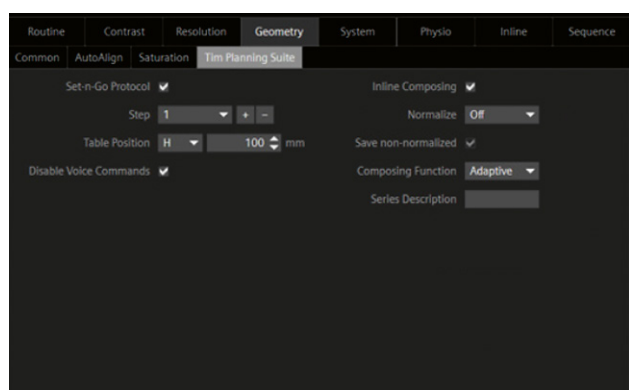 Routine Contrast Resolution Geometry System Physio Inline Sequence
Common AutoAlign Saturation Tim Planning Suite
Set-n-Go Protocol Inline Composing
Step 1 + - Normalize Off
Table Position H 100 mm Save non-normalized
Disable Voice Commands Composing Function Adaptive
Series Description